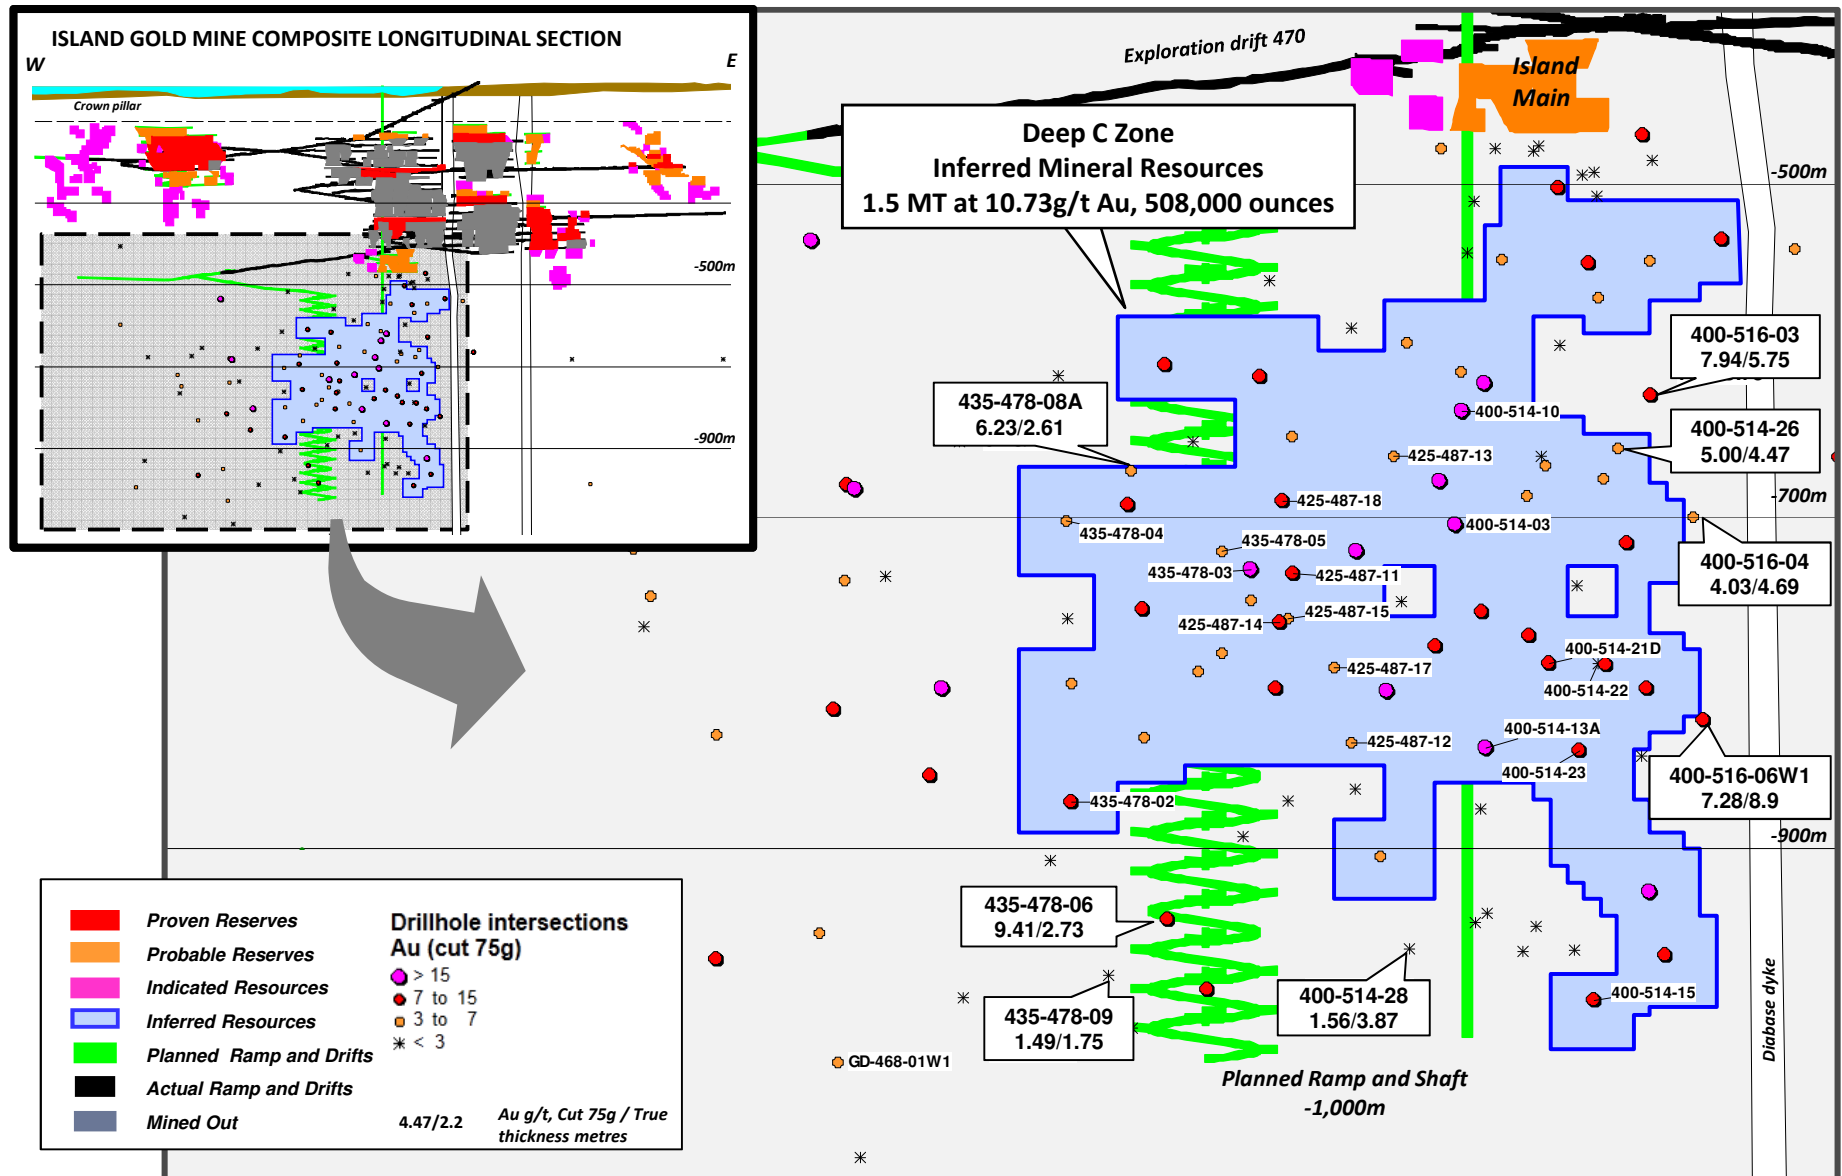 ISLAND GOLD MINE COMPOSITE LONGITUDINAL SECTION
W
E
Crown pillar
-500m
-900m
Exploration drift 470
Island
Main
Deep C Zone
Inferred Mineral Resources
1.5 MT at 10.73g/t Au, 508,000 ounces
-500m
400-516-03
7.94/5.75
435-478-08A
6.23/2.61
400-514-10
400-514-26
5.00/4.47
425-487-13
-700m
425-487-18
400-514-03
435-478-04
435-478-05
400-516-04
4.03/4.69
435-478-03
425-487-11
425-487-15
425-487-14
400-514-21D
425-487-17
400-514-22
400-514-13A
425-487-12
400-514-23
400-516-06W1
7.28/8.9
435-478-02
-900m
435-478-06
9.41/2.73
400-514-28
1.56/3.87
400-514-15
435-478-09
1.49/1.75
GD-468-01W1
Planned Ramp and Shaft
-1,000m
Diabase dyke
Proven Reserves
Probable Reserves
Indicated Resources
Inferred Resources
Planned Ramp and Drifts
Actual Ramp and Drifts
Mined Out
Drillhole intersections
Au (cut 75g)
> 15
7 to 15
3 to 7
< 3
4.47/2.2
Au g/t, Cut 75g / True
thickness metres